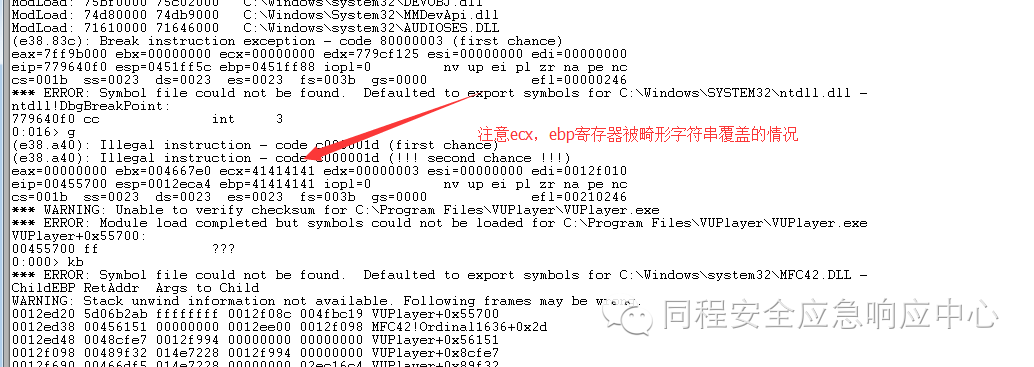 ModLoad: 75bf0000 75c02000   C:\Windows\system32\DEVOBJ.dll
ModLoad: 74d80000 74db9000   C:\Windows\system32\MMDevApi.dll
ModLoad: 71610000 71646000   C:\Windows\system32\AUDIOSES.DLL
(e38.83c): Break instruction exception - code 80000003 (first chance)
eax=7ff9b000 ebx=00000000 ecx=00000000 edx=779cf125 esi=00000000 edi=00000000
eip=779640f0 esp=0451ff5c ebp=0451ff88 iopl=0         nv up ei pl zr na pe nc
cs=001b  ss=0023  ds=0023  es=0023  fs=003b  gs=0000             efl=00000246
*** ERROR: Symbol file could not be found.  Defaulted to export symbols for C:\Windows\SYSTEM32\ntdll.dll -
ntdll!DbgBreakPoint:
779640f0 cc              int     3
0:016> g
注意ecx，ebp寄存器被畸形字符串覆盖的情况
(e38.a40): Illegal instruction - code c000001d (first chance)
(e38.a40): Illegal instruction - code c000001d (!!! second chance !!!)
eax=00000000 ebx=004667e0 ecx=41414141 edx=00000003 esi=00000000 edi=0012f010
eip=00455700 esp=0012eca4 ebp=41414141 iopl=0         nv up ei pl zr na pe nc
cs=001b  ss=0023  ds=0023  es=0023  fs=003b  gs=0000             efl=00210246
*** WARNING: Unable to verify checksum for C:\Program Files\VUPlayer\VUPlayer.exe
*** ERROR: Module load completed but symbols could not be loaded for C:\Program Files\VUPlayer\VUPlayer.exe
VUPlayer+0x55700:
00455700 ff              ???
0:000> kb
*** ERROR: Symbol file could not be found.  Defaulted to export symbols for C:\Windows\system32\MFC42.DLL -
ChildEBP RetAddr  Args to Child
WARNING: Stack unwind information not available. Following frames may be wrong.
0012ed20 5d06b2ab ffffffff 0012f08c 004fbc19 VUPlayer+0x55700
0012ed38 00456151 00000000 0012ee00 0012f098 MFC42!Ordinal1636+0x2d
0012ed48 0048cfe7 0012f994 00000000 00000000 VUPlayer+0x56151
0012f098 00489f32 014e7228 0012f994 00000000 VUPlayer+0x8cfe7
0012f690 00466df5 014e7228 00000000 02ec16c4 VUPlayer+0x89f32
同程安全应急响应中心